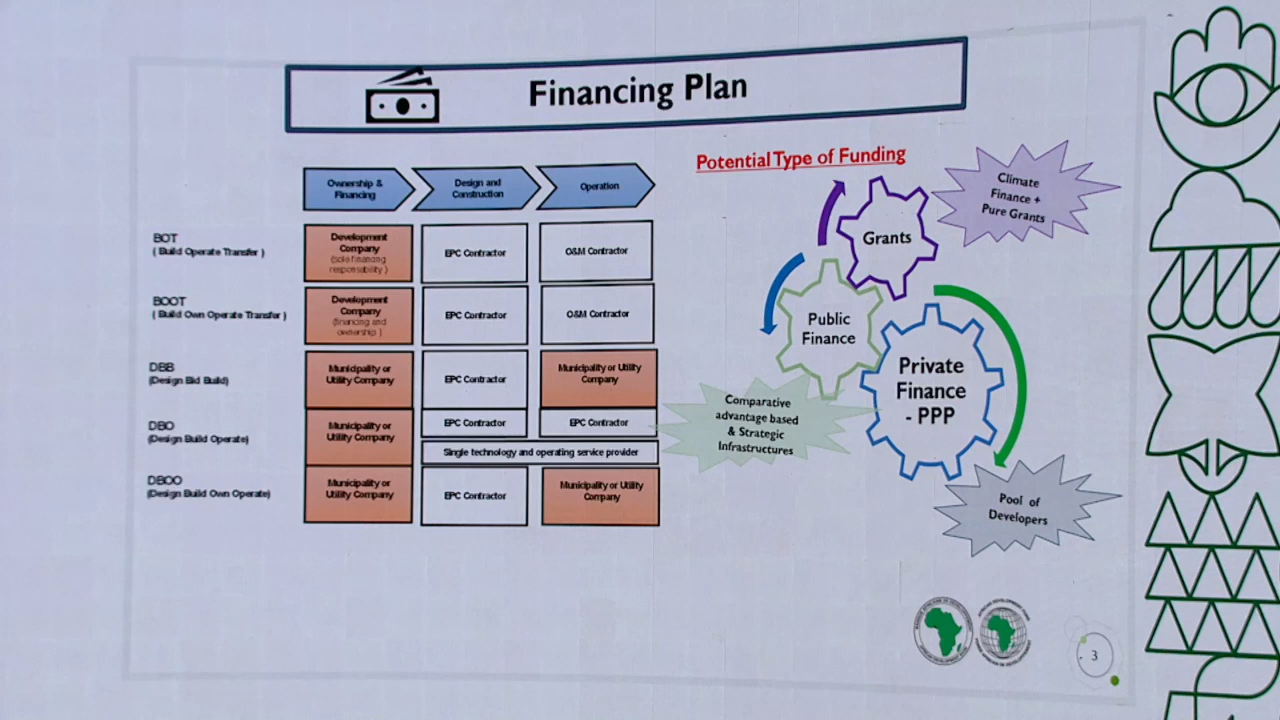 Financing Plan
Ownership &
Financing
Design and
Construction
Operation
BOT
( Build Operate Transfer )
Development
Company
(sole financing
responsability )
EPC Contractor
O&M Contractor
BOOT
( Build Own Operate Transfer )
Development
Company
(financing and
ownership )
EPC Contractor
O&M Contractor
DBB
(Design Bid Build)
Municipality or
Utility Company
EPC Contractor
Municipality or Utility
Company
DBO
(Design Build Operate)
Municipality or
Utility Company
EPC Contractor
EPC Contractor
Single technology and operating service provider
DBOO
(Design Build Own Operate)
Municipality or
Utility Company
EPC Contractor
Municipality or Utility
Company
Potential Type of Funding
Climate
Finance +
Pure Grants
Grants
Public
Finance
Private
Finance
- PPP
Comparative
advantage based
& Strategic
Infrastructures
Pool of
Developers
3